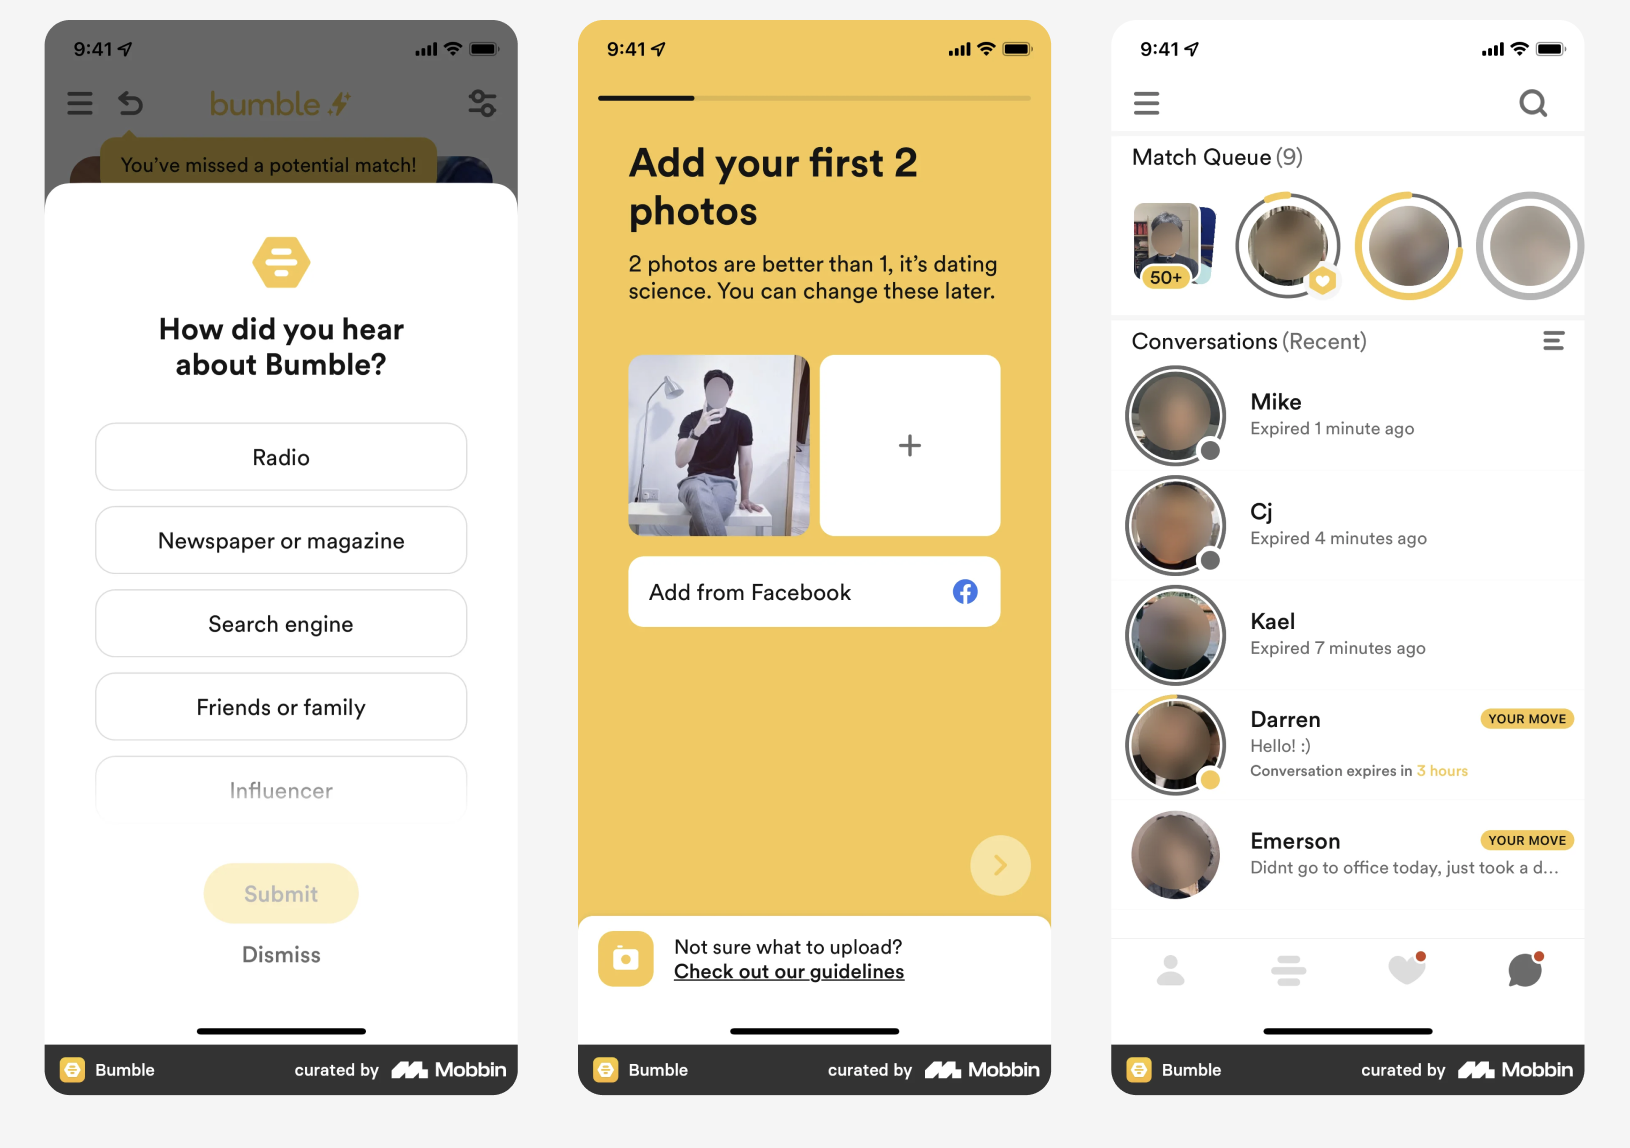 9:41
bumble
You've missed a potential match!
How did you hear
about Bumble?
Radio
Newspaper or magazine
Search engine
Friends or family
Influencer
Submit
Dismiss
Bumble
curated by Mobbin
9:41
Add your first 2
photos
2 photos are better than 1, it's dating
science. You can change these later.
+
Add from Facebook
Not sure what to upload?
Check out our guidelines
Bumble
curated by Mobbin
9:41
Match Queue (9)
50+
Conversations (Recent)
Mike
Expired 1 minute ago
Cj
Expired 4 minutes ago
Kael
Expired 7 minutes ago
Darren
YOUR MOVE
Hello! :)
Conversation expires in 3 hours
Emerson
YOUR MOVE
Didnt go to office today, just took a d...
Bumble
curated by Mobbin